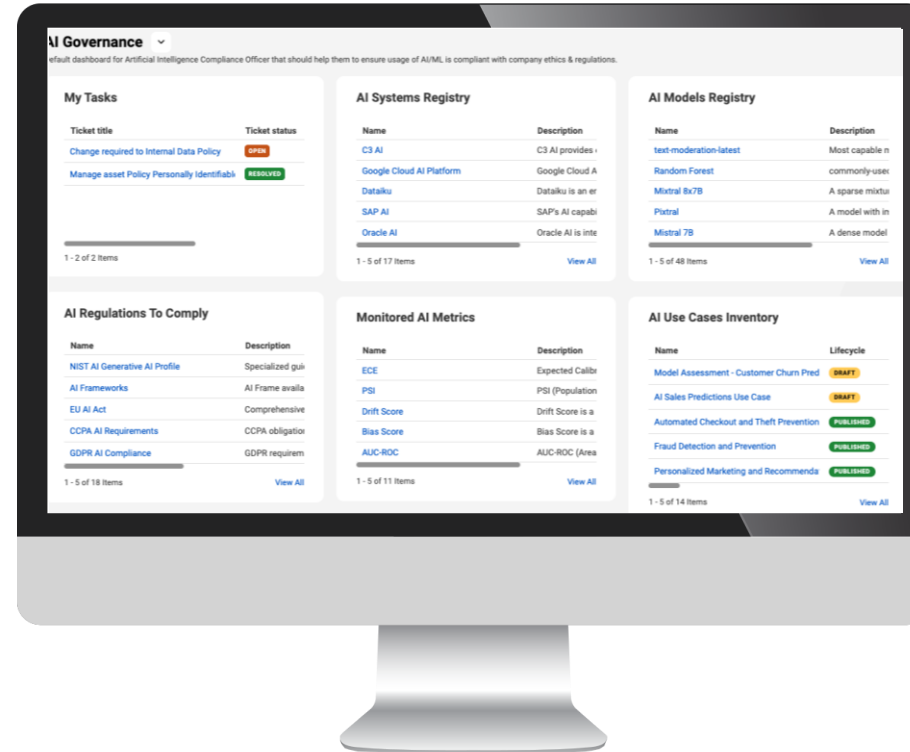 AI Governance
efault dashboard for Artificial Intelligence Compliance Officer that should help them to ensure usage of AI/ML is compliant with company ethics & regulations.
My Tasks
Ticket title Ticket status
Change required to Internal Data Policy OPEN
Manage asset Policy Personally Identifiabl RESOLVED
1 - 2 of 2 Items
AI Systems Registry
Name Description
C3 AI C3 AI provides
Google Cloud AI Platform Google Cloud A
Dataiku Dataiku is an er
SAP AI SAP's AI capabi
Oracle AI Oracle AI is inte
1 - 5 of 17 Items View All
AI Models Registry
Name Description
text-moderation-latest Most capable n
Random Forest commonly-used
Mixtral 8x7B A sparse mixtu
Pixtral A model with in
Mistral 7B A dense model
1 - 5 of 48 Items View All
AI Regulations To Comply
Name Description
NIST AI Generative AI Profile Specialized gui
AI Frameworks AI Frame availa
EU AI Act Comprehensive
CCPA AI Requirements CCPA obligation
GDPR AI Compliance GDPR requirem
1 - 5 of 18 Items View All
Monitored AI Metrics
Name Description
ECE Expected Calibr
PSI PSI (Population
Drift Score Drift Score is a
Bias Score Bias Score is a
AUC-ROC AUC-ROC (Area
1 - 5 of 11 Items View All
AI Use Cases Inventory
Name Lifecycle
Model Assessment - Customer Churn Pred DRAFT
AI Sales Predictions Use Case DRAFT
Automated Checkout and Theft Prevention PUBLISHED
Fraud Detection and Prevention PUBLISHED
Personalized Marketing and Recommenda PUBLISHED
1 - 5 of 14 Items View All